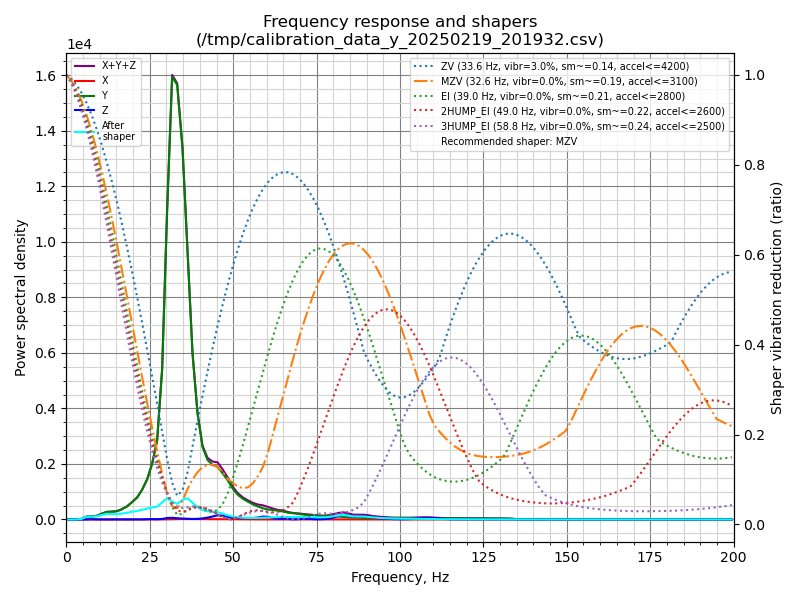 Frequency response and shapers
(/tmp/calibration_data_y_20250219_201932.csv)
1e4
X+Y+Z
X
Y
Z
After
shaper
ZV (33.6 Hz, vibr=3.0%, sm~=0.14, accel<=4200)
MZV (32.6 Hz, vibr=0.0%, sm~=0.19, accel<=3100)
EI (39.0 Hz, vibr=0.0%, sm~=0.21, accel<=2800)
2HUMP_EI (49.0 Hz, vibr=0.0%, sm~=0.22, accel<=2600)
3HUMP_EI (58.8 Hz, vibr=0.0%, sm~=0.24, accel<=2500)
Recommended shaper: MZV
Power spectral density
1.6
1.4
1.2
1.0
0.8
0.6
0.4
0.2
0.0
1.0
0.8
0.6
0.4
0.2
0.0
Shaper vibration reduction (ratio)
0 25 50 75 100 125 150 175 200
Frequency, Hz